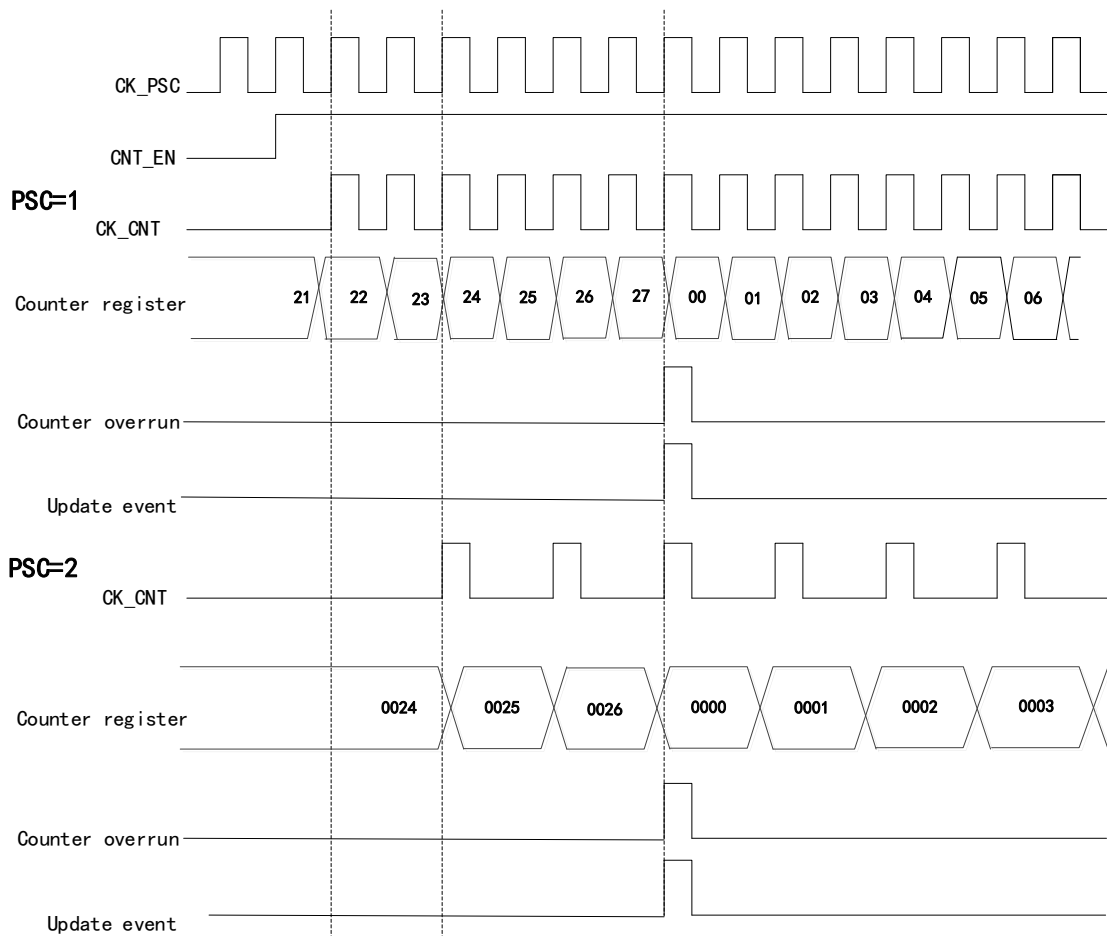 CK_PSC
CNT_EN
PSC=1
CK_CNT
Counter register 21 22 23 24 25 26 27 00 01 02 03 04 05 06
Counter overrun
Update event
PSC=2
CK_CNT
Counter register 0024 0025 0026 0000 0001 0002 0003
Counter overrun
Update event